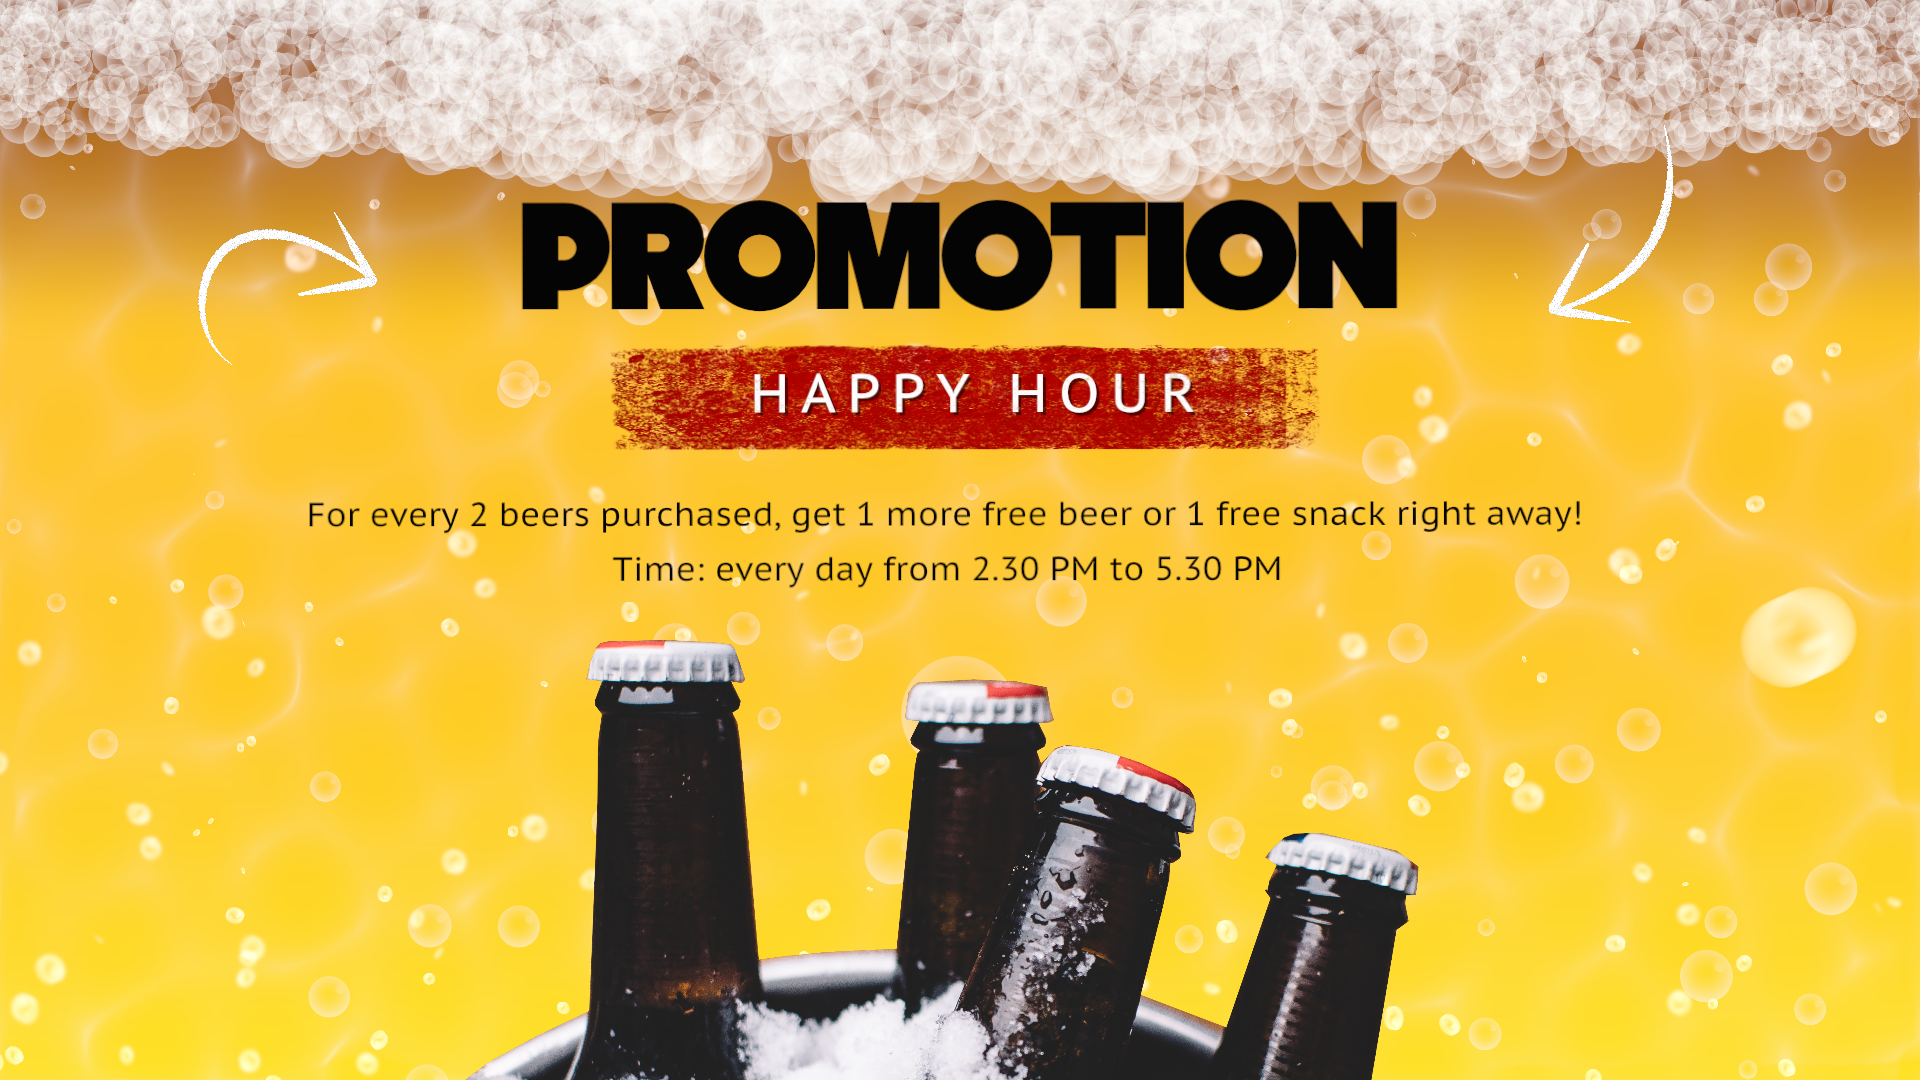 PROMOTION
HAPPY HOUR
For every 2 beers purchased, get 1 more free beer or 1 free snack right away!
Time: every day from 2.30 PM to 5.30 PM